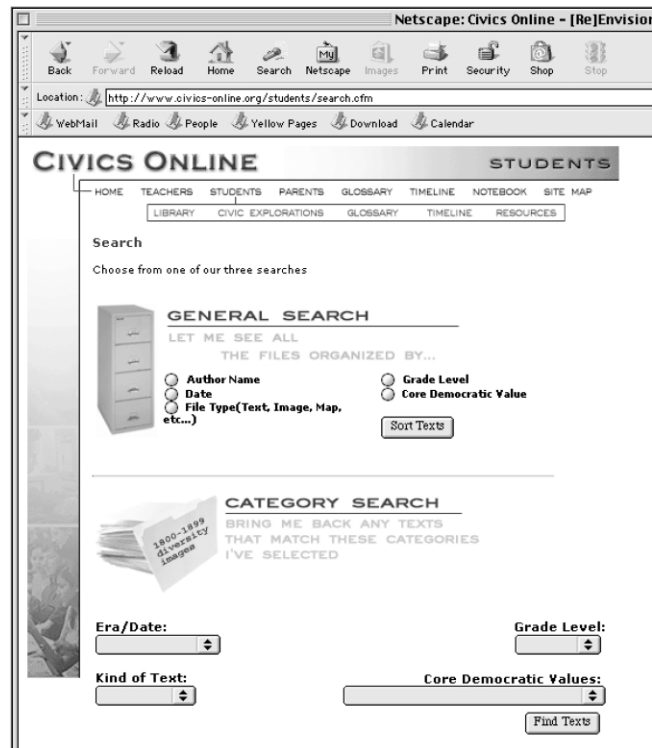 Netscape: Civics Online - [Re]Envision
Back Forward Reload Home Search Netscape Images Print Security Shop Stop
My
Location: http://www.civics-online.org/students/search.cfm
WebMail Radio People Yellow Pages Download Calendar
CIVICS ONLINE STUDENTS
HOME TEACHERS STUDENTS PARENTS GLOSSARY TIMELINE NOTEBOOK SITE MAP
LIBRARY CIVIC EXPLORATIONS GLOSSARY TIMELINE RESOURCES
Search
Choose from one of our three searches
GENERAL SEARCH
LET ME SEE ALL
THE FILES ORGANIZED BY...
Author Name Grade Level
Date Core Democratic Value
File Type(Text, Image, Map,
etc...)
Sort Texts
CATEGORY SEARCH
BRING ME BACK ANY TEXTS
THAT MATCH THESE CATEGORIES
I'VE SELECTED
1800-1899
diversity
images
Era/Date: Grade Level:
Kind of Text: Core Democratic Values:
Find Texts